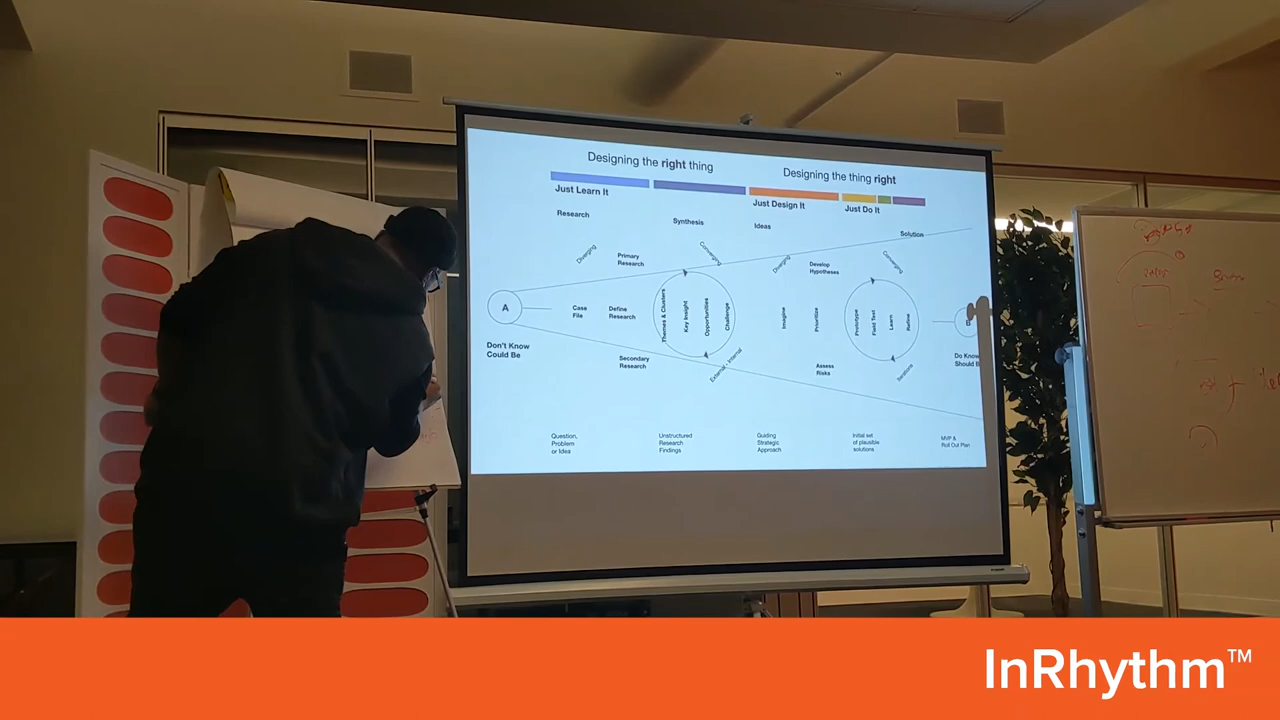 Designing the right thing
Designing the thing right
Just Learn It
Just Design It
Just Do It
Research
Synthesis
Ideas
Solution
Diverging
Converging
Diverging
Converging
Primary
Research
Develop
Hypotheses
A
Case
File
Define
Research
Themes & Clusters
Key Insight
Opportunities
Challenge
Imagine
Prioritize
Prototype
Field Test
Learn
Refine
Don't Know
Could Be
Do Know
Should B
Secondary
Research
External - Internal
Assess
Risks
Iterations
Question,
Problem
or Idea
Unstructured
Research
Findings
Guiding
Strategic
Approach
Initial set
of plausible
solutions
MVP &
Roll Out Plan
InRhythm™